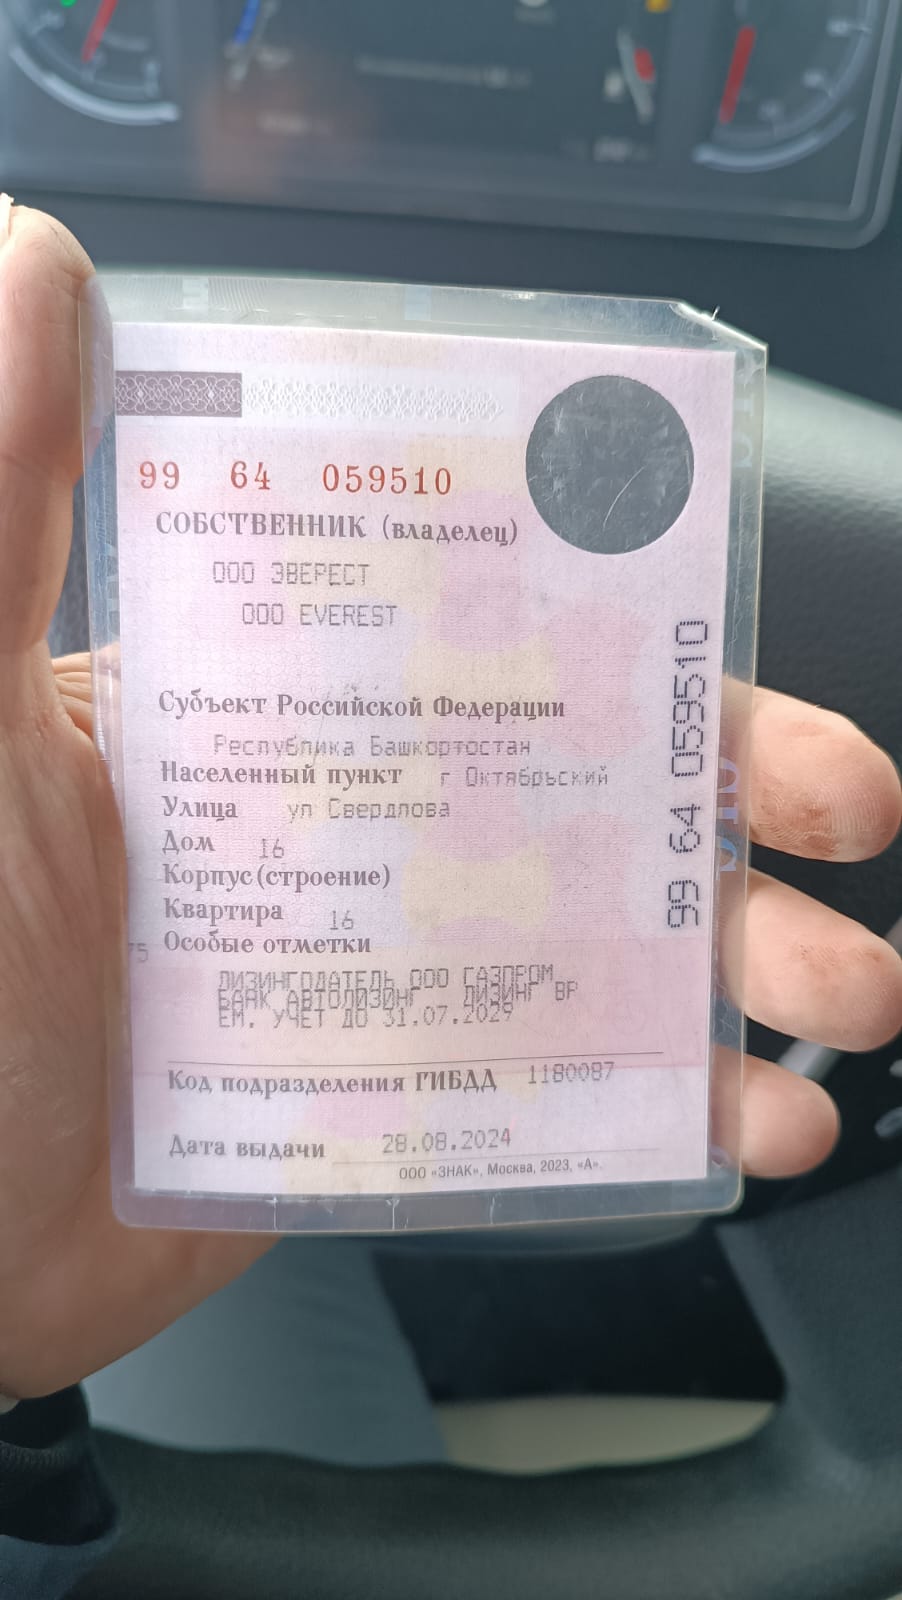 99 64 059510
СОБСТВЕННИК (владелец)
ООО ЭВЕРЕСТ
ООО EVEREST
Субъект Российской Федерации
Республика Башкортостан
Населенный пункт г Октябрьский
Улица ул Свердлова
Дом 16
Корпус(строение)
Квартира 16
75 Особые отметки
ЛИЗИНГОДАТЕЛЬ ООО ГАЗПРОМ
БАНК АВТОЛИЗИНГ ЛИЗИНГ ВР
ЕМ. УЧЕТ ДО 31.07.2029
Код подразделения ГИБДД 1180087
Дата выдачи 28.08.2024
ООО «ЗНАК», Москва, 2023, «А».
99 64 059510